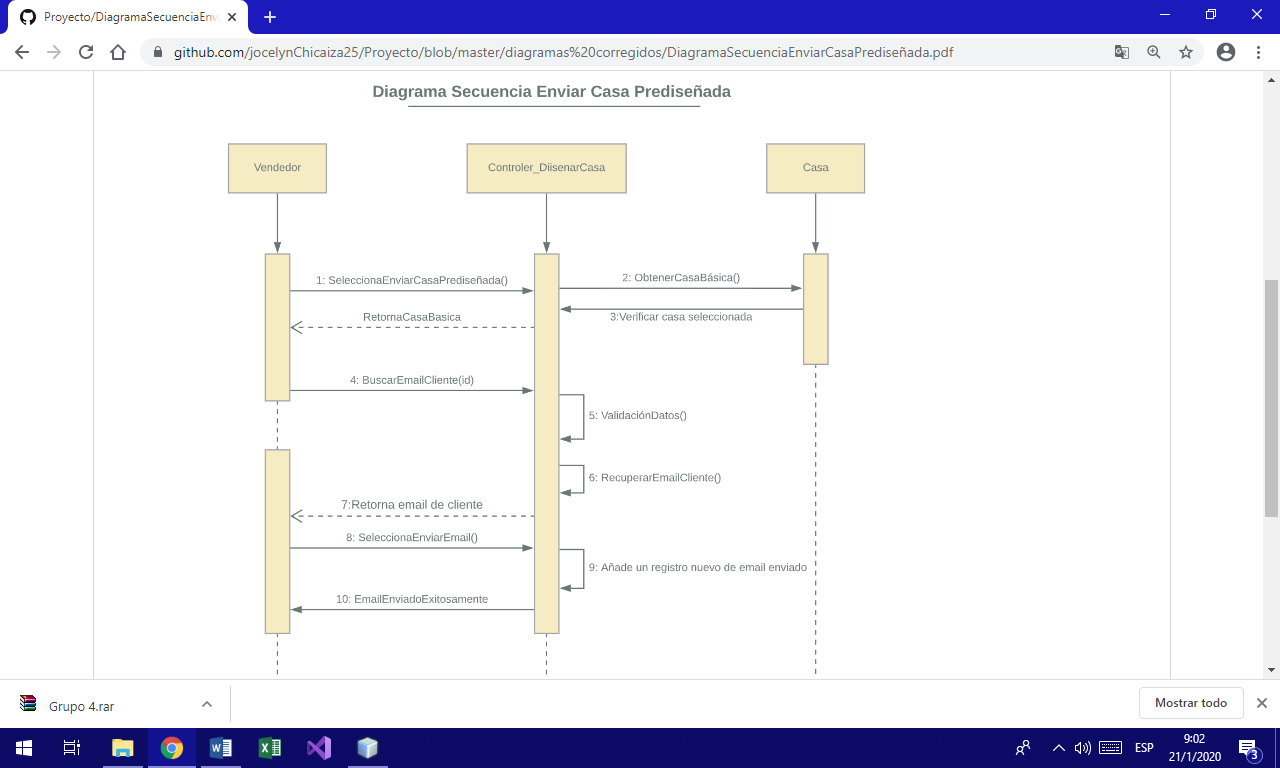 Proyecto/DiagramaSecuenciaEnv
github.com/jocelynChicaiza25/Proyecto/blob/master/diagramas%20corregidos/DiagramaSecuenciaEnviarCasaPrediseñada.pdf
Diagrama Secuencia Enviar Casa Prediseñada
Vendedor
Controler_DiisenarCasa
Casa
1: SeleccionaEnviarCasaPrediseñada()
2: ObtenerCasaBásica()
RetornaCasaBasica
3:Verificar casa seleccionada
4: BuscarEmailCliente(id)
5: ValidaciónDatos()
6: RecuperarEmailCliente()
7:Retorna email de cliente
8: SeleccionaEnviarEmail()
9: Añade un registro nuevo de email enviado
10: EmailEnviadoExitosamente
Grupo 4.rar
Mostrar todo
ESP
9:02
21/1/2020
3